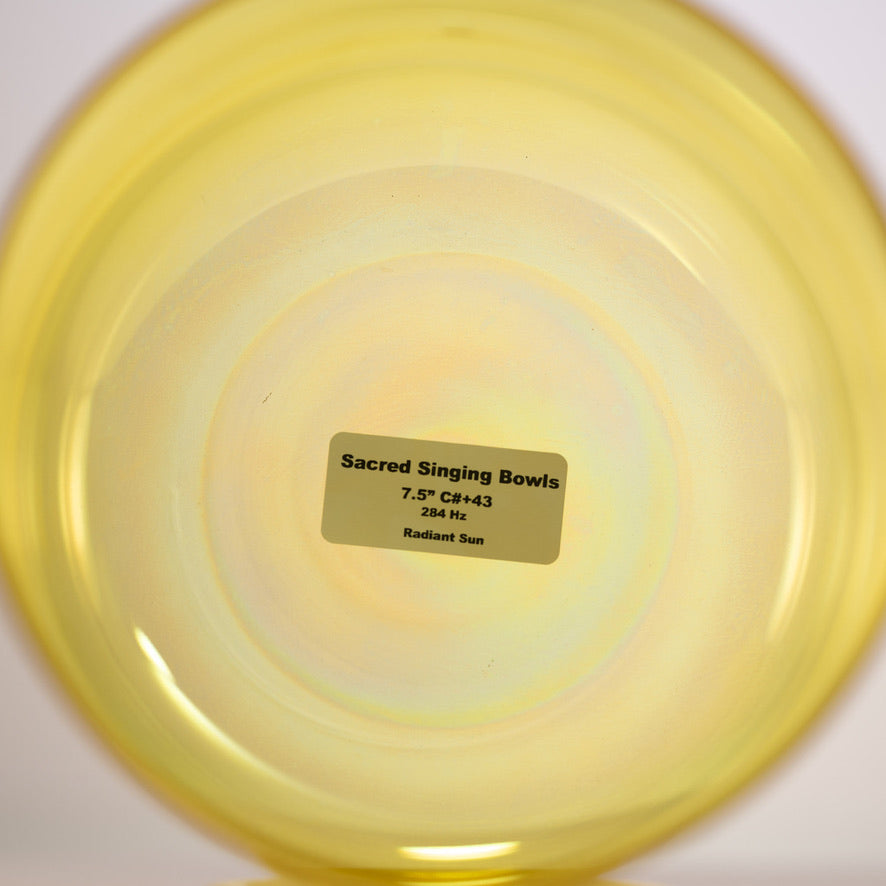 Sacred Singing Bowls
7.5” C#+43
284 Hz
Radiant Sun